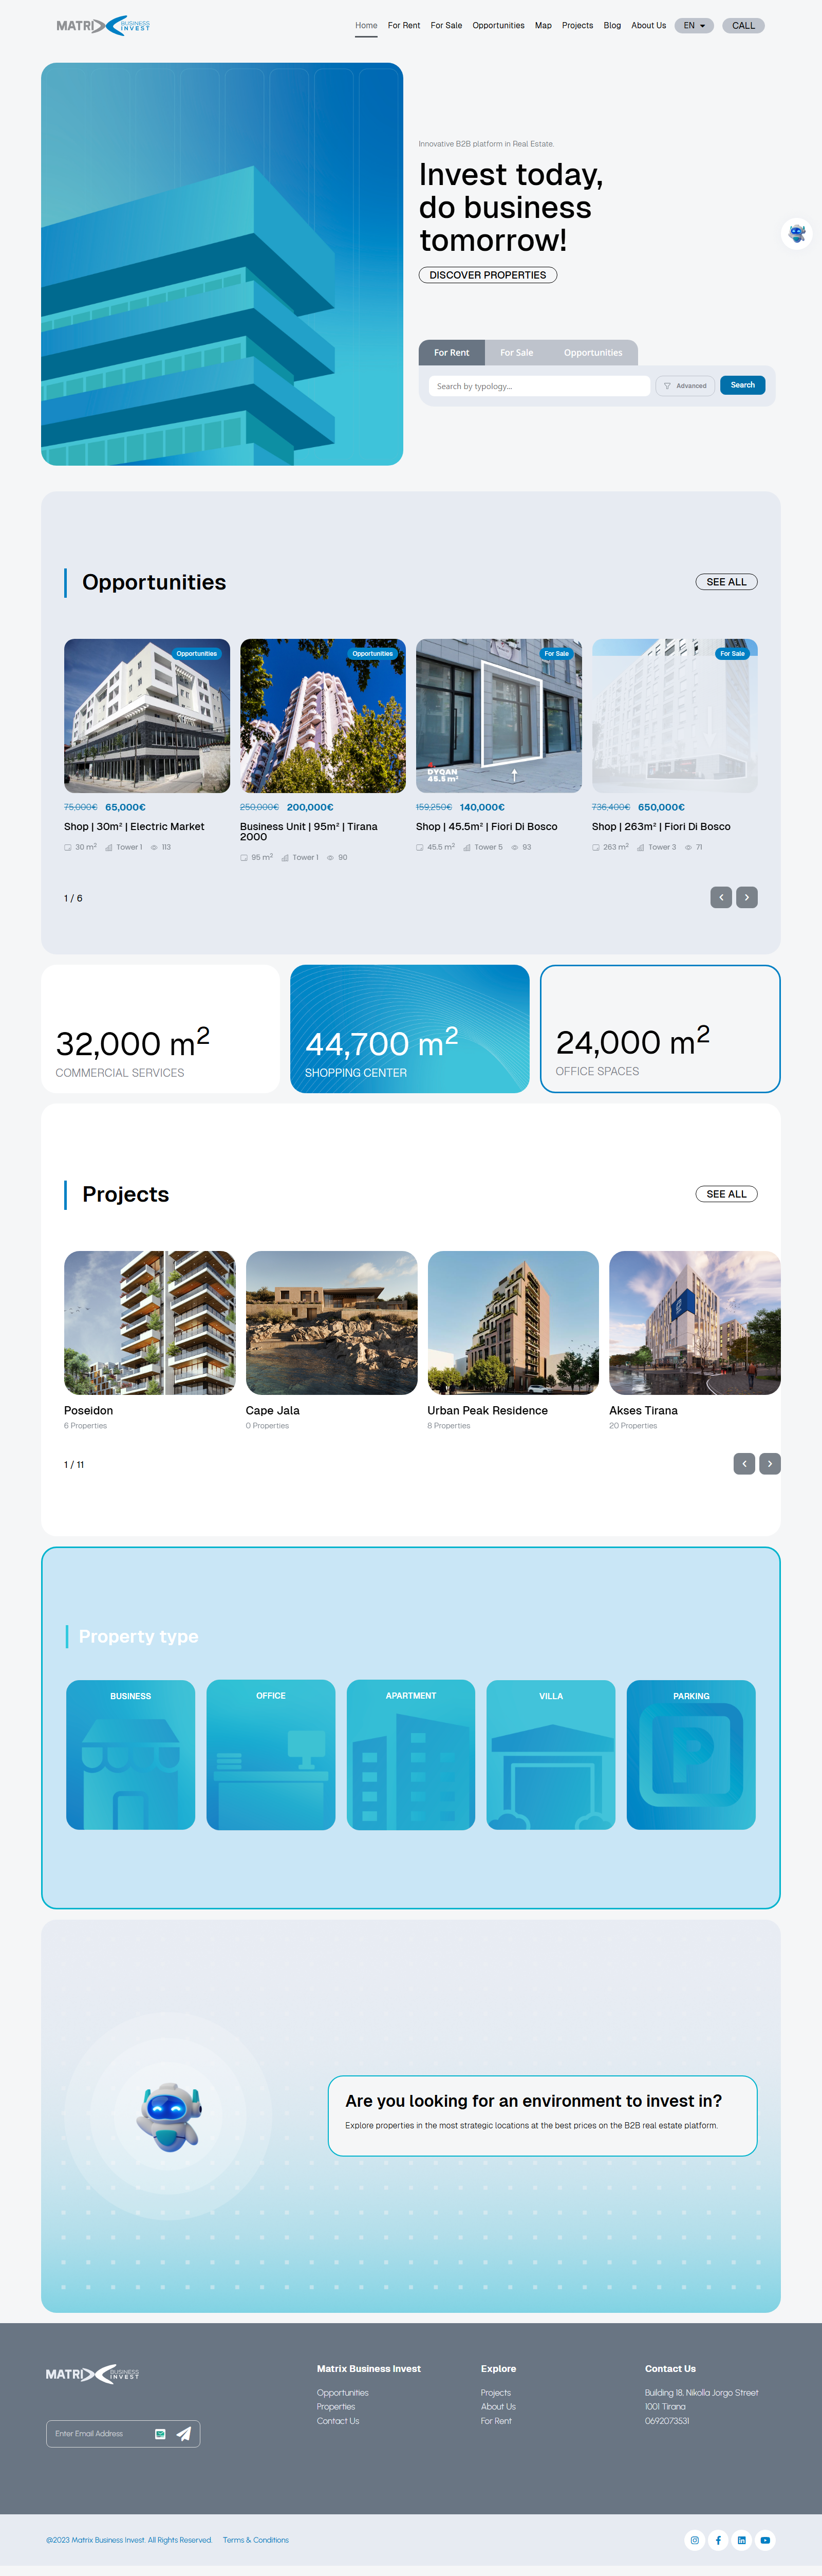 MATRIX BUSINESS INVEST
Home For Rent For Sale Opportunities Map Projects Blog About Us EN CALL
Innovative B2B platform in Real Estate.
Invest today,
do business
tomorrow!
DISCOVER PROPERTIES
For Rent For Sale Opportunities
Search by typology... Advanced Search
Opportunities
SEE ALL
Opportunities
Opportunities
For Sale
For Sale
DYQAN
45.5 m²
75,000€ 65,000€
Shop | 30m² | Electric Market
30 m² Tower 1 113
250,000€ 200,000€
Business Unit | 95m² | Tirana
2000
95 m² Tower 1 90
159,250€ 140,000€
Shop | 45.5m² | Fiori Di Bosco
45.5 m² Tower 5 93
736,400€ 650,000€
Shop | 263m² | Fiori Di Bosco
263 m² Tower 3 71
1 / 6
32,000 m²
COMMERCIAL SERVICES
44,700 m²
SHOPPING CENTER
24,000 m²
OFFICE SPACES
Projects
SEE ALL
Poseidon
6 Properties
Cape Jala
0 Properties
Urban Peak Residence
8 Properties
Akses Tirana
20 Properties
1 / 11
Property type
BUSINESS
OFFICE
APARTMENT
VILLA
PARKING
P
Are you looking for an environment to invest in?
Explore properties in the most strategic locations at the best prices on the B2B real estate platform.
MATRIX BUSINESS INVEST
Enter Email Address
Matrix Business Invest
Opportunities
Properties
Contact Us
Explore
Projects
About Us
For Rent
Contact Us
Building 18, Nikolla Jorgo Street
1001 Tirana
0692073531
@2023 Matrix Business Invest. All Rights Reserved. Terms & Conditions